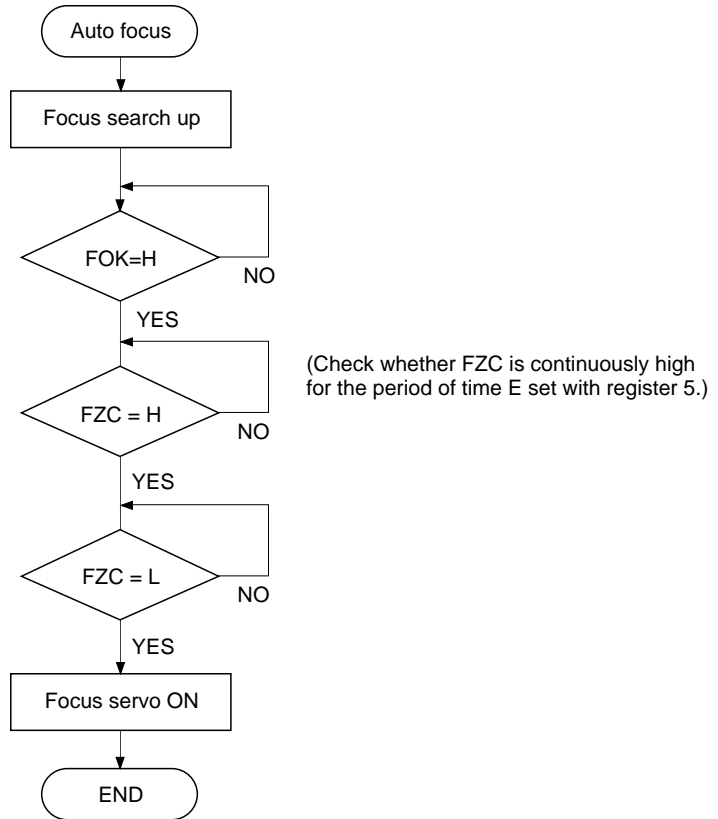 Auto focus
Focus search up
FOK=H
NO
YES
(Check whether FZC is continuously high
for the period of time E set with register 5.)
FZC = H
NO
YES
FZC = L
NO
YES
Focus servo ON
END